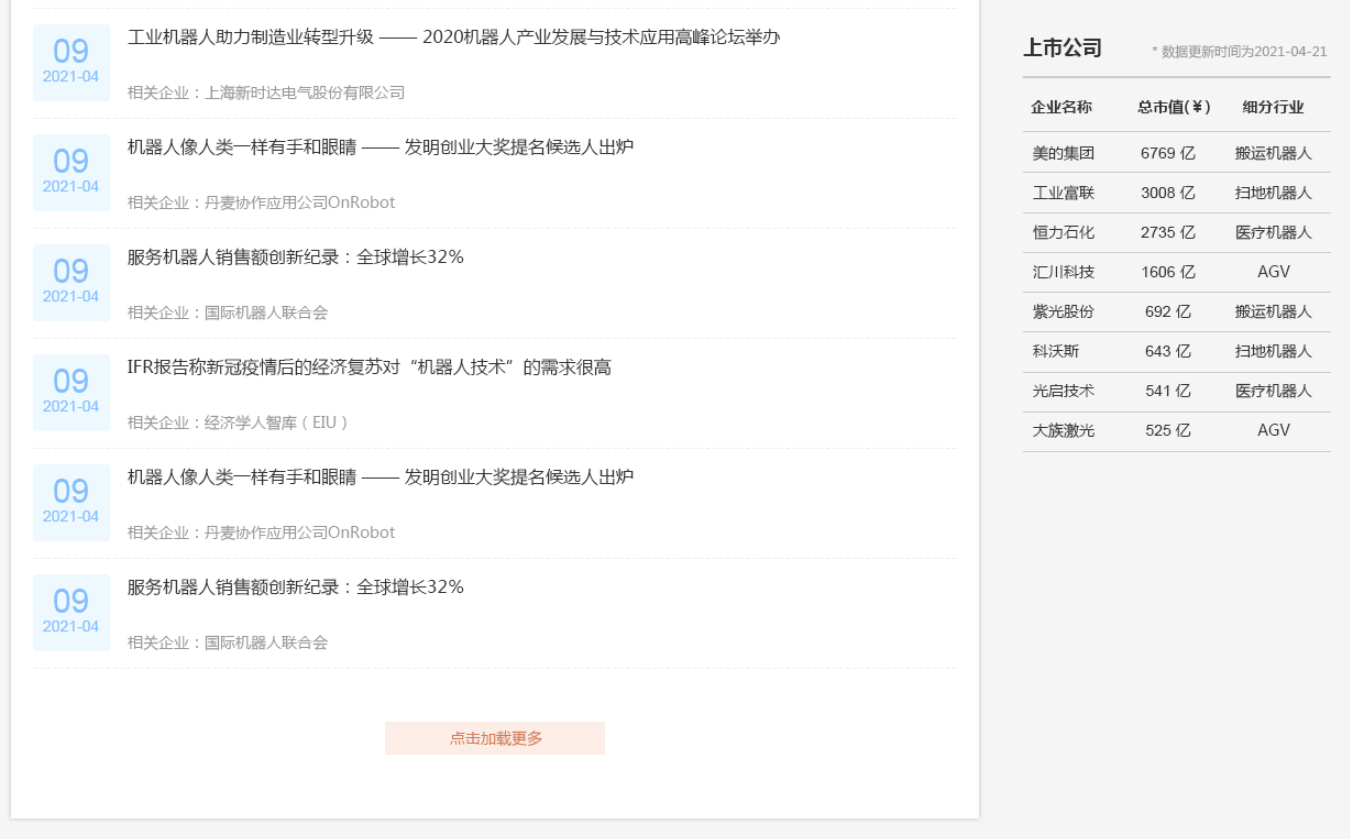 09
2021-04
工业机器人助力制造业转型升级 —— 2020机器人产业发展与技术应用高峰论坛举办
相关企业：上海新时达电气股份有限公司
09
2021-04
机器人像人类一样有手和眼睛 —— 发明创业大奖提名候选人出炉
相关企业：丹麦协作应用公司OnRobot
09
2021-04
服务机器人销售额创新纪录：全球增长32%
相关企业：国际机器人联合会
09
2021-04
IFR报告称新冠疫情后的经济复苏对“机器人技术”的需求很高
相关企业：经济学人智库（EIU）
09
2021-04
机器人像人类一样有手和眼睛 —— 发明创业大奖提名候选人出炉
相关企业：丹麦协作应用公司OnRobot
09
2021-04
服务机器人销售额创新纪录：全球增长32%
相关企业：国际机器人联合会
点击加载更多
上市公司 * 数据更新时间为2021-04-21
企业名称 总市值(¥) 细分行业
美的集团 6769 亿 搬运机器人
工业富联 3008 亿 扫地机器人
恒力石化 2735 亿 医疗机器人
汇川科技 1606 亿 AGV
紫光股份 692 亿 搬运机器人
科沃斯 643 亿 扫地机器人
光启技术 541 亿 医疗机器人
大族激光 525 亿 AGV